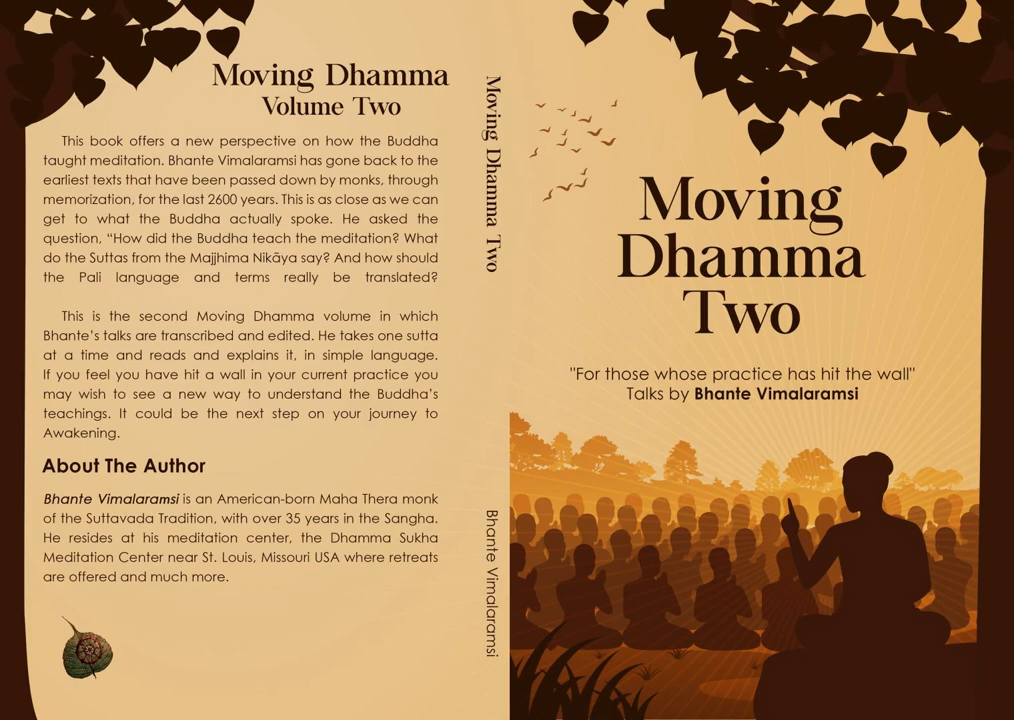 Moving Dhamma
Volume Two
This book offers a new perspective on how the Buddha
taught meditation. Bhante Vimalaramsi has gone back to the
earliest texts that have been passed down by monks, through
memorization, for the last 2600 years. This is as close as we can
get to what the Buddha actually spoke. He asked the
question, “How did the Buddha teach the meditation? What
do the Suttas from the Majjhima Nikāya say? And how should
the Pali language and terms really be translated?
This is the second Moving Dhamma volume in which
Bhante’s talks are transcribed and edited. He takes one sutta
at a time and reads and explains it, in simple language.
If you feel you have hit a wall in your current practice you
may wish to see a new way to understand the Buddha’s
teachings. It could be the next step on your journey to
Awakening.
About The Author
Bhante Vimalaramsi is an American-born Maha Thera monk
of the Suttavada Tradition, with over 35 years in the Sangha.
He resides at his meditation center, the Dhamma Sukha
Meditation Center near St. Louis, Missouri USA where retreats
are offered and much more.
Moving Dhamma Two
Bhante Vimalaramsi
Moving
Dhamma
Two
"For those whose practice has hit the wall"
Talks by Bhante Vimalaramsi